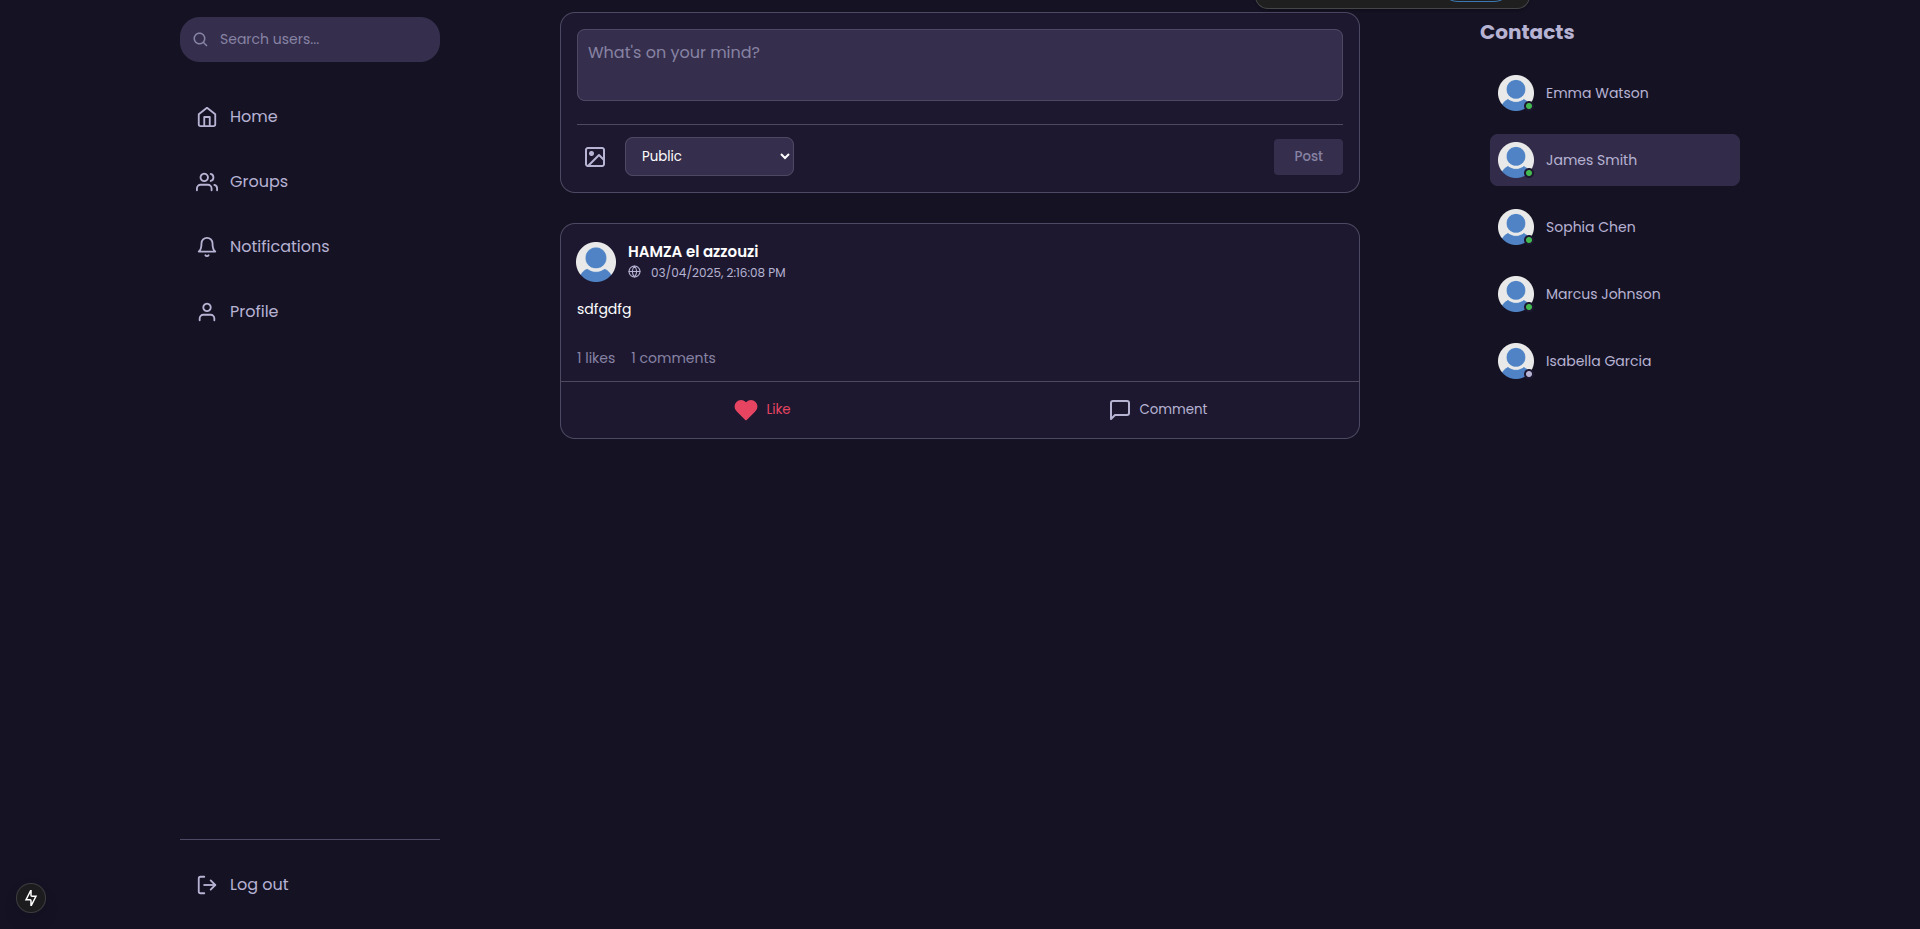 Search users...
Home
Groups
Notifications
Profile
Log out
What's on your mind?
Public
Post
HAMZA el azzouzi
03/04/2025, 2:16:08 PM
sdfgdfg
1 likes 1 comments
Like
Comment
Contacts
Emma Watson
James Smith
Sophia Chen
Marcus Johnson
Isabella Garcia